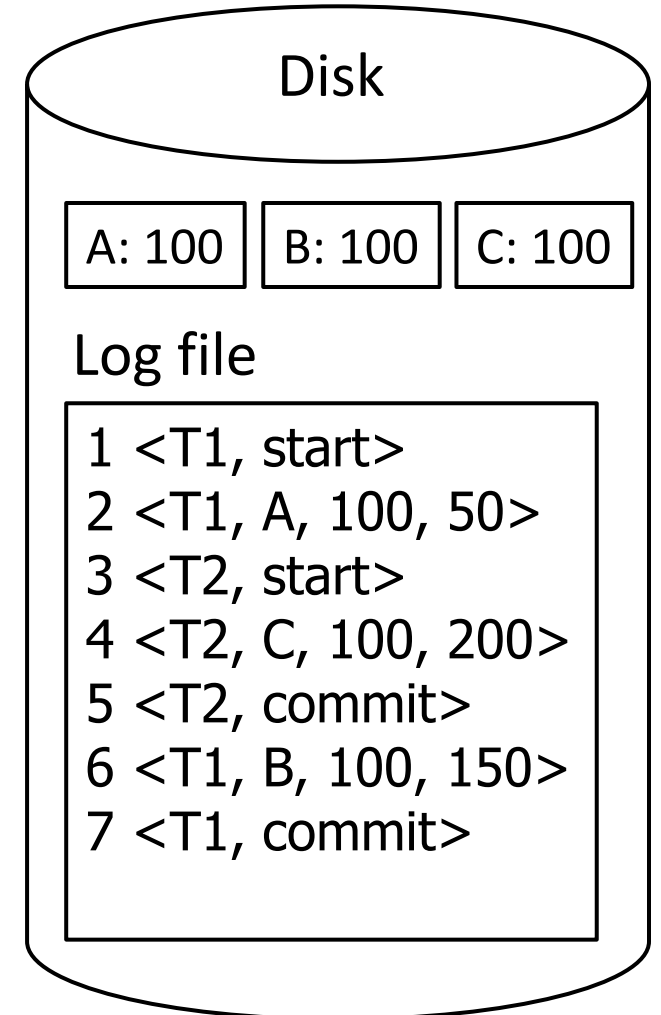 Disk
A: 100 B: 100 C: 100
Log file
1 <T1, start>
2 <T1, A, 100, 50>
3 <T2, start>
4 <T2, C, 100, 200>
5 <T2, commit>
6 <T1, B, 100, 150>
7 <T1, commit>